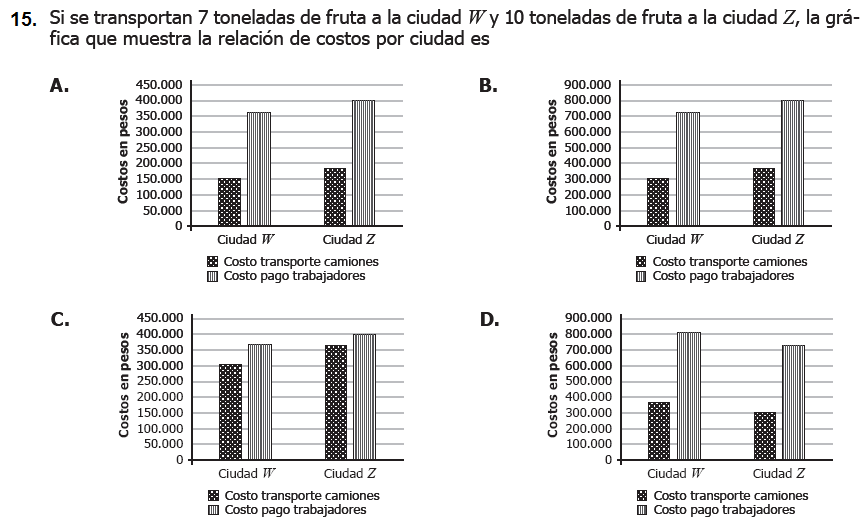 15. Si se transportan 7 toneladas de fruta a la ciudad W y 10 toneladas de fruta a la ciudad Z, la grá-
fica que muestra la relación de costos por ciudad es
A.
Costos en pesos
450.000
400.000
350.000
300.000
250.000
200.000
150.000
100.000
50.000
0
Ciudad W Ciudad Z
Costo transporte camiones
Costo pago trabajadores
B.
Costos en pesos
900.000
800.000
700.000
600.000
500.000
400.000
300.000
200.000
100.000
0
Ciudad W Ciudad Z
Costo transporte camiones
Costo pago trabajadores
C.
Costos en pesos
450.000
400.000
350.000
300.000
250.000
200.000
150.000
100.000
50.000
0
Ciudad W Ciudad Z
Costo transporte camiones
Costo pago trabajadores
D.
Costos en pesos
900.000
800.000
700.000
600.000
500.000
400.000
300.000
200.000
100.000
0
Ciudad W Ciudad Z
Costo transporte camiones
Costo pago trabajadores